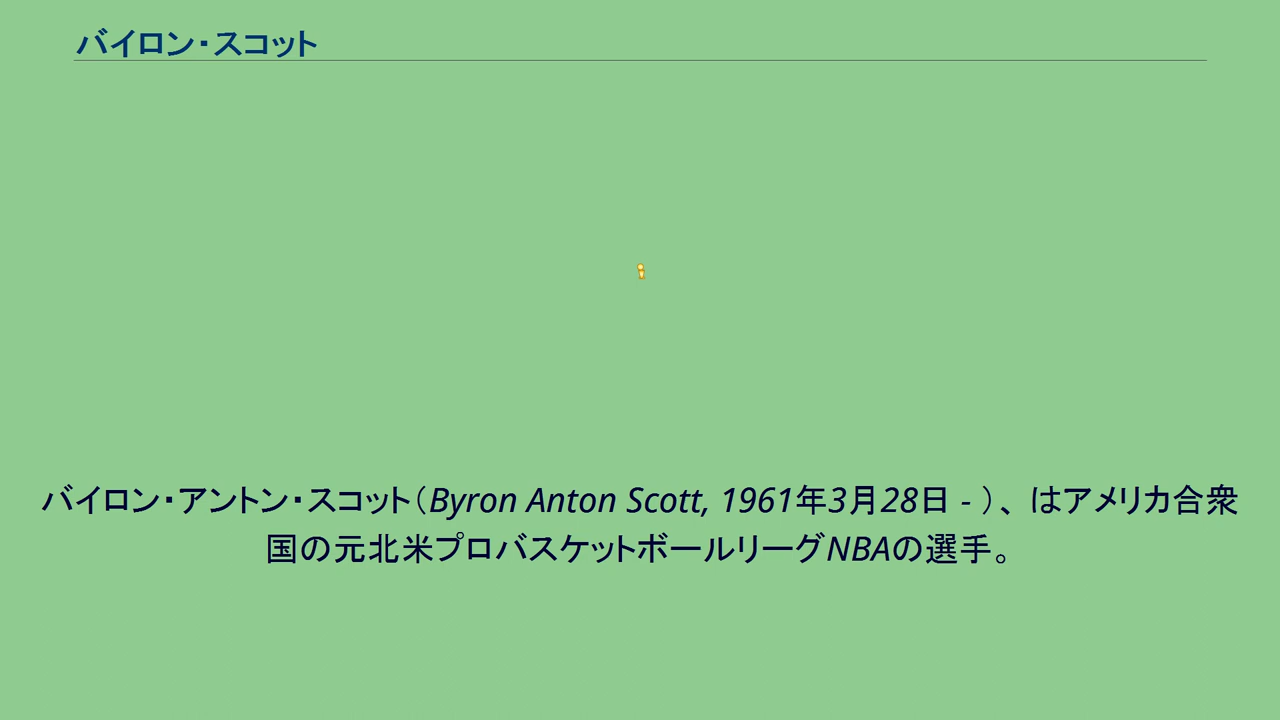 バイロン・スコット
バイロン・アントン・スコット（Byron Anton Scott, 1961年3月28日 - ）、はアメリカ合衆
国の元北米プロバスケットボールリーグNBAの選手。